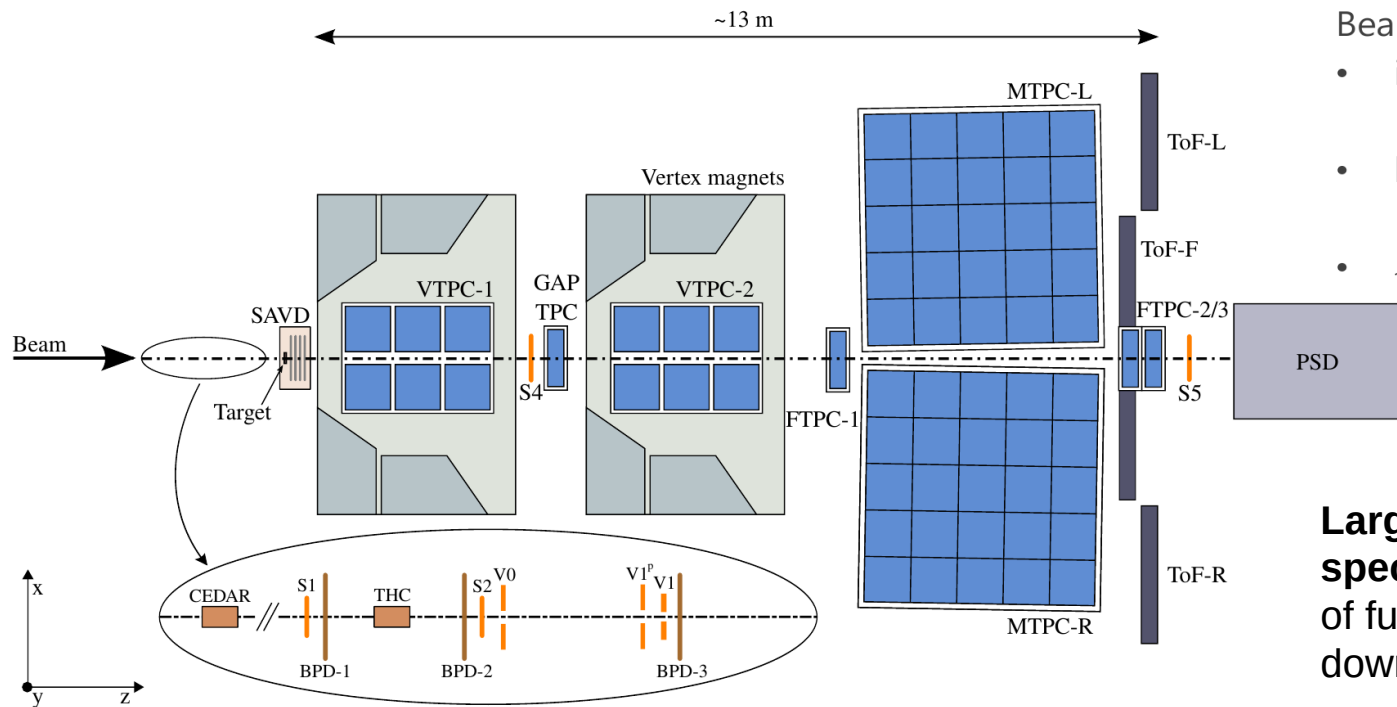 ~13 m
Bea
MTPC-L
ToF-L
Vertex magnets
ToF-F
VTPC-1
GAP
TPC
VTPC-2
FTPC-2/3
SAVD
Beam
PSD
Target
S4
FTPC-1
S5
Larg
spec
of fu
down
ToF-R
MTPC-R
x
y
z
CEDAR
S1
THC
S2
V0
V1p
V1
BPD-1
BPD-2
BPD-3